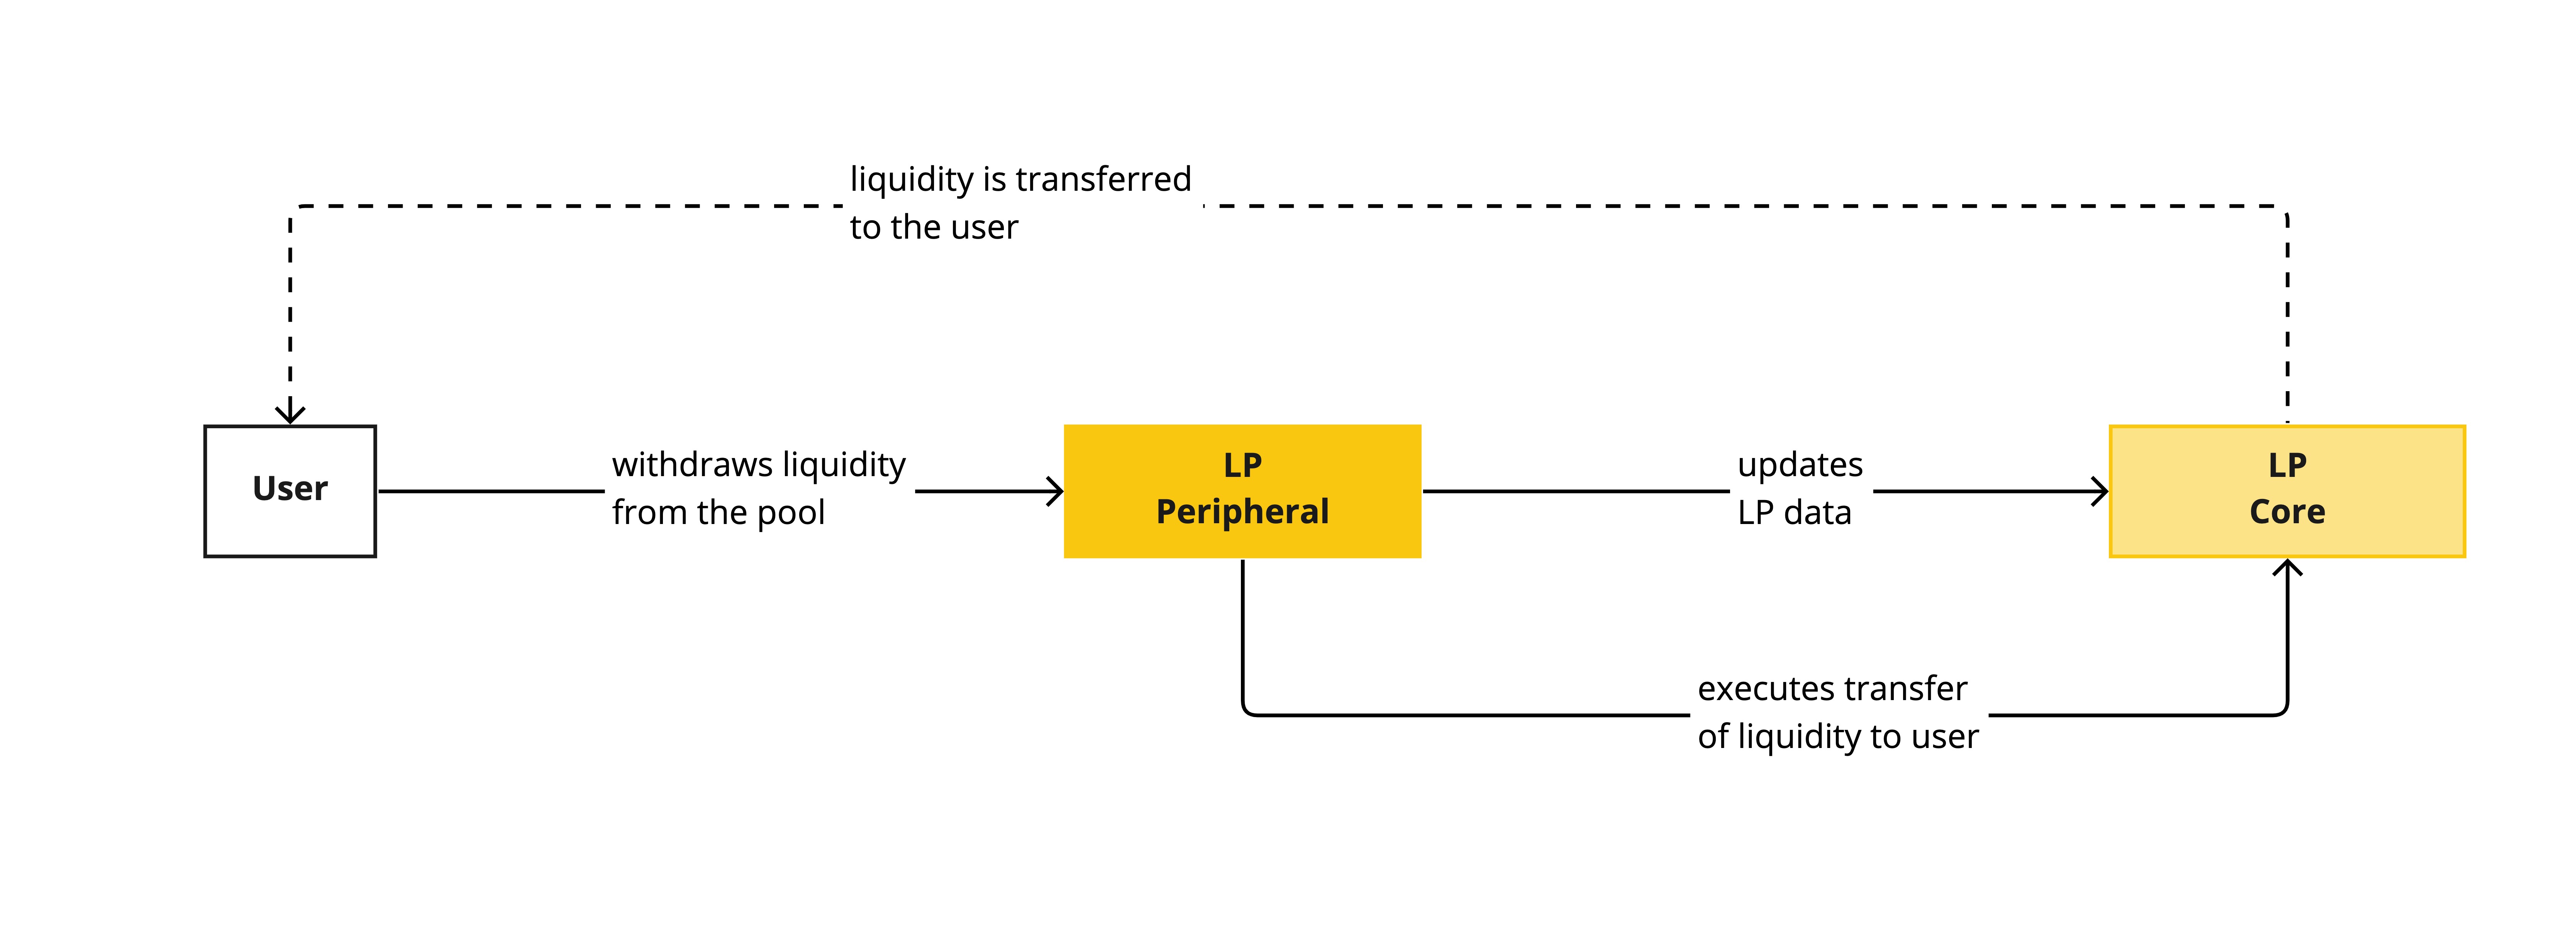 liquidity is transferred
to the user
User
withdraws liquidity
from the pool
LP
Peripheral
updates
LP data
LP
Core
executes transfer
of liquidity to user